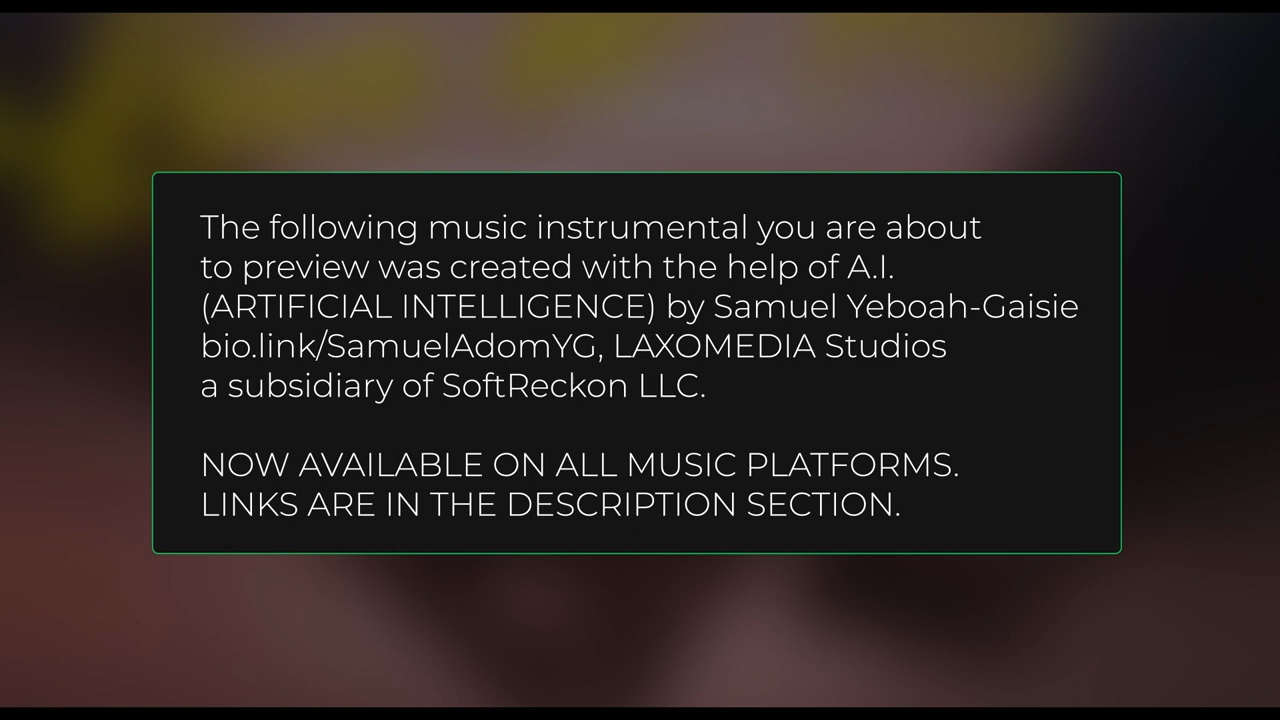 The following music instrumental you are about
to preview was created with the help of A.I.
(ARTIFICIAL INTELLIGENCE) by Samuel Yeboah-Gaisie
bio.link/SamuelAdomYG, LAXOMEDIA Studios
a subsidiary of SoftReckon LLC.

NOW AVAILABLE ON ALL MUSIC PLATFORMS.
LINKS ARE IN THE DESCRIPTION SECTION.